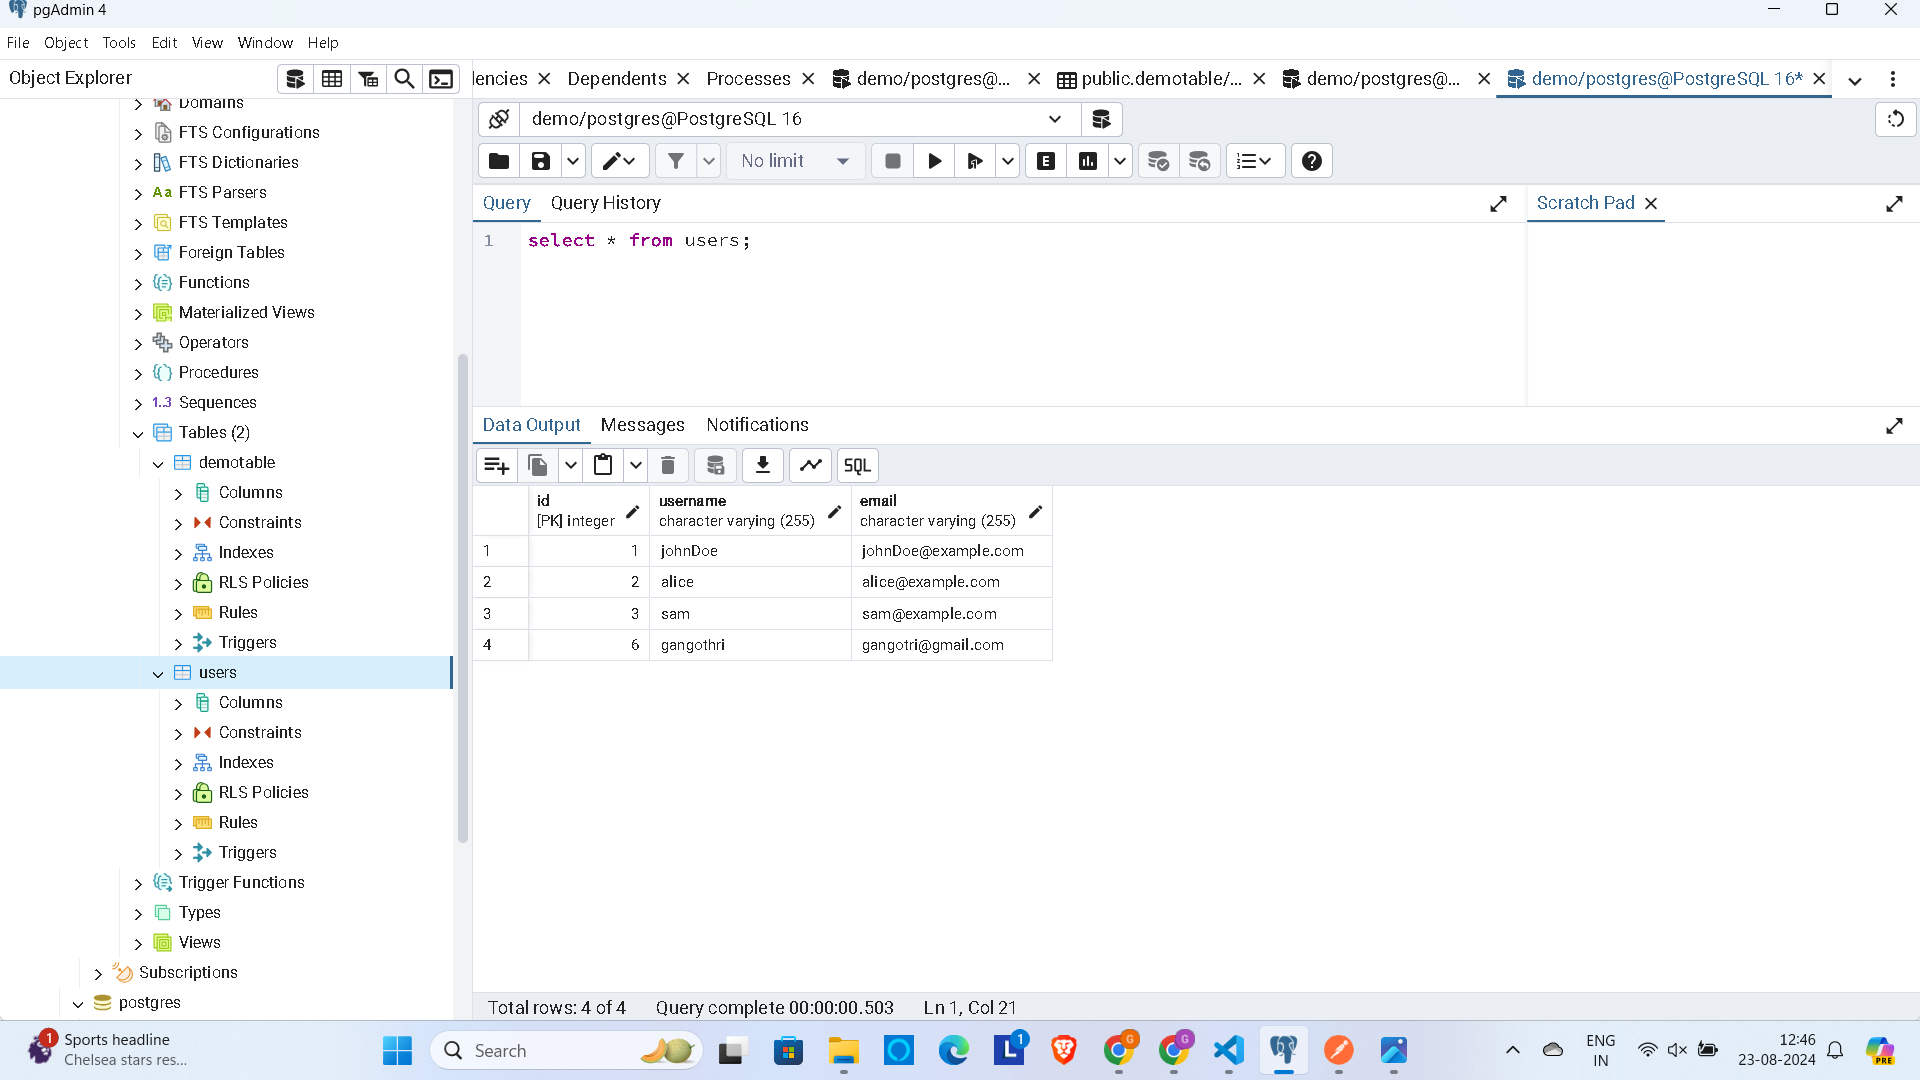 pgAdmin 4
File Object Tools Edit View Window Help
Object Explorer
dencies Dependents Processes demo/postgres@... public.demotable/... demo/postgres@... demo/postgres@PostgreSQL 16*
demo/postgres@PostgreSQL 16
No limit
E
Query Query History
Scratch Pad
1 select * from users;
Domains
FTS Configurations
FTS Dictionaries
Aa FTS Parsers
FTS Templates
Foreign Tables
Functions
Materialized Views
Operators
Procedures
1..3 Sequences
Tables (2)
demotable
Columns
Constraints
Indexes
RLS Policies
Rules
Triggers
users
Columns
Constraints
Indexes
RLS Policies
Rules
Triggers
Trigger Functions
Types
Views
Subscriptions
postgres
Data Output Messages Notifications
SQL
id username email
[PK] integer character varying (255) character varying (255)
1 1 johnDoe johnDoe@example.com
2 2 alice alice@example.com
3 3 sam sam@example.com
4 6 gangothri gangotri@gmail.com
Total rows: 4 of 4 Query complete 00:00:00.503 Ln 1, Col 21
1 Sports headline
Chelsea stars res...
Search
L 1
G
G
PRE
ENG
IN
12:46
23-08-2024